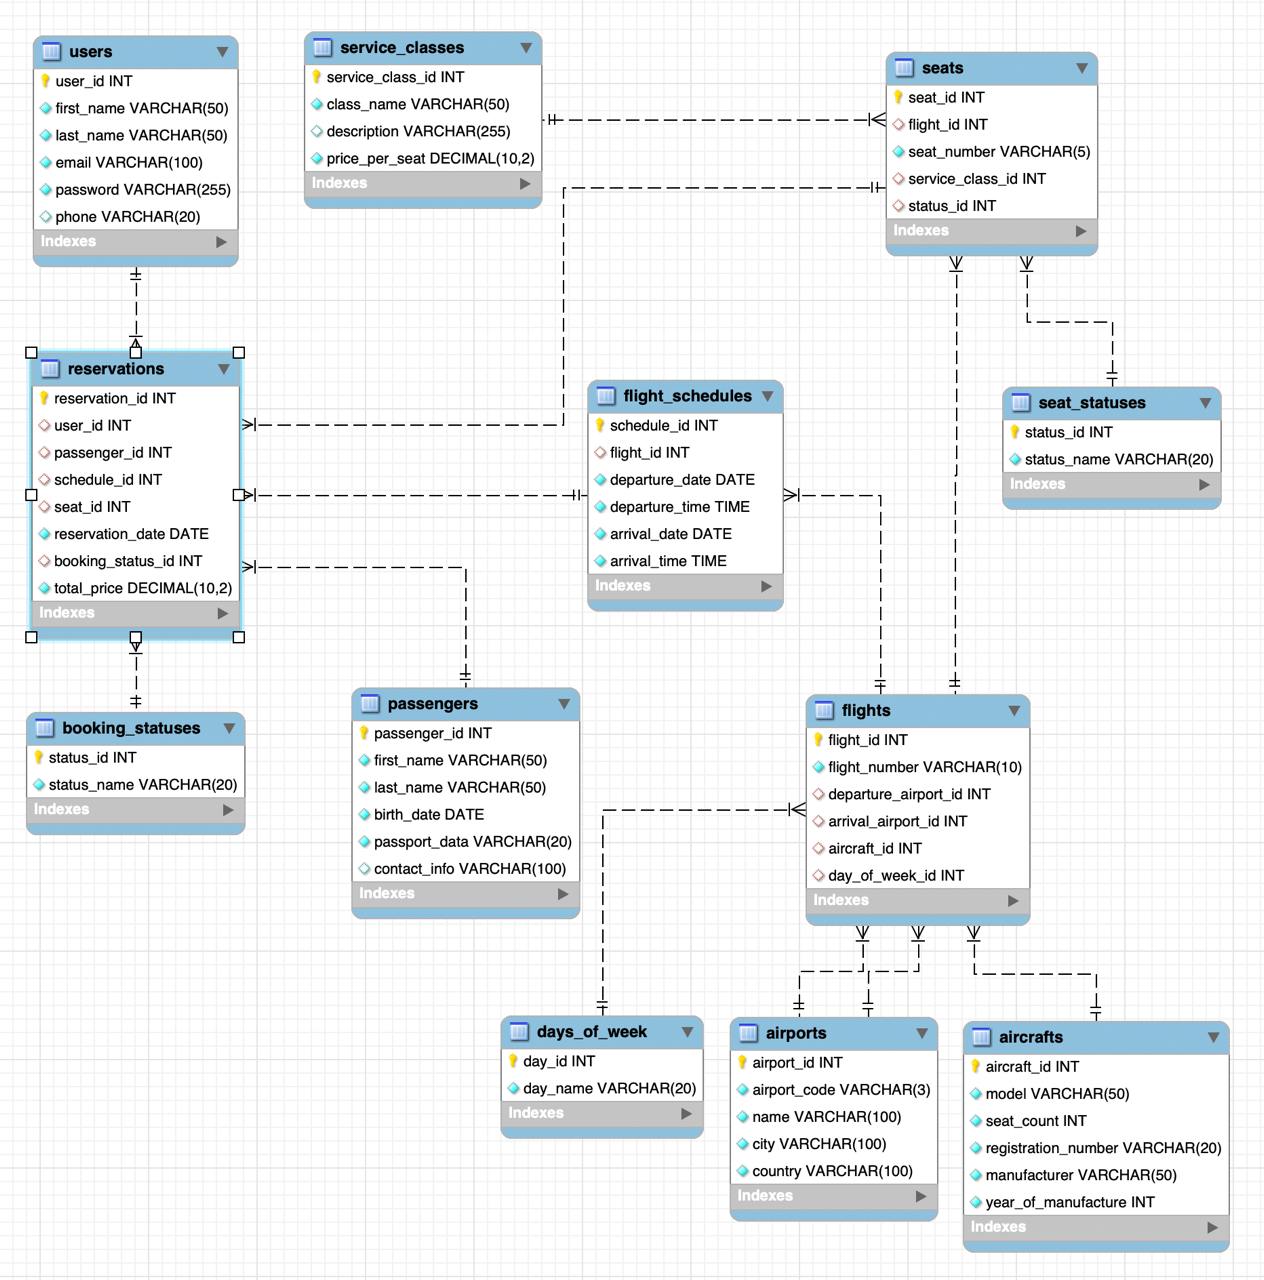 users
user_id INT
first_name VARCHAR(50)
last_name VARCHAR(50)
email VARCHAR(100)
password VARCHAR(255)
phone VARCHAR(20)
Indexes
service_classes
service_class_id INT
class_name VARCHAR(50)
description VARCHAR(255)
price_per_seat DECIMAL(10,2)
Indexes
seats
seat_id INT
flight_id INT
seat_number VARCHAR(5)
service_class_id INT
status_id INT
Indexes
reservations
reservation_id INT
user_id INT
passenger_id INT
schedule_id INT
seat_id INT
reservation_date DATE
booking_status_id INT
total_price DECIMAL(10,2)
Indexes
flight_schedules
schedule_id INT
flight_id INT
departure_date DATE
departure_time TIME
arrival_date DATE
arrival_time TIME
Indexes
seat_statuses
status_id INT
status_name VARCHAR(20)
Indexes
booking_statuses
status_id INT
status_name VARCHAR(20)
Indexes
passengers
passenger_id INT
first_name VARCHAR(50)
last_name VARCHAR(50)
birth_date DATE
passport_data VARCHAR(20)
contact_info VARCHAR(100)
Indexes
flights
flight_id INT
flight_number VARCHAR(10)
departure_airport_id INT
arrival_airport_id INT
aircraft_id INT
day_of_week_id INT
Indexes
days_of_week
day_id INT
day_name VARCHAR(20)
Indexes
airports
airport_id INT
airport_code VARCHAR(3)
name VARCHAR(100)
city VARCHAR(100)
country VARCHAR(100)
Indexes
aircrafts
aircraft_id INT
model VARCHAR(50)
seat_count INT
registration_number VARCHAR(20)
manufacturer VARCHAR(50)
year_of_manufacture INT
Indexes